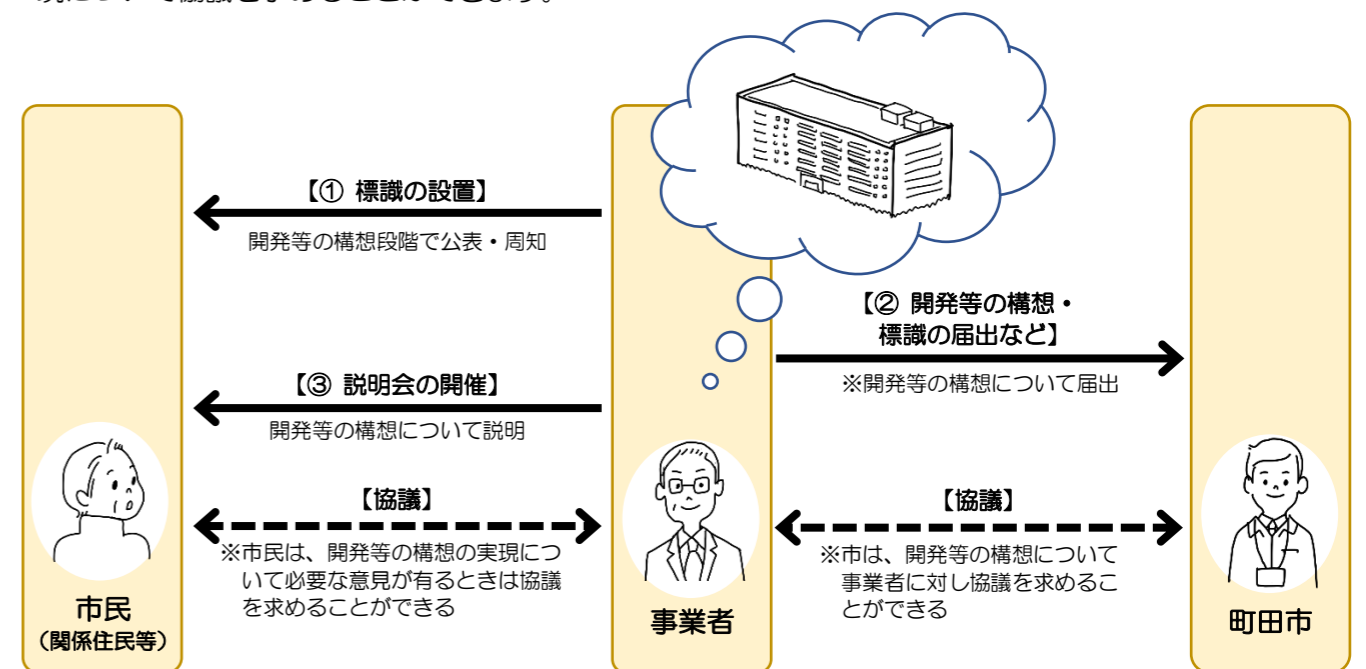 【① 標識の設置】
開発等の構想段階で公表・周知
【② 開発等の構想・
標識の届出など】
※開発等の構想について届出
【③ 説明会の開催】
開発等の構想について説明
【協議】
※市民は、開発等の構想の実現につ
いて必要な意見が有るときは協議
を求めることができる
【協議】
※市は、開発等の構想について
事業者に対し協議を求めるこ
とができる
市民
（関係住民等）
事業者
町田市